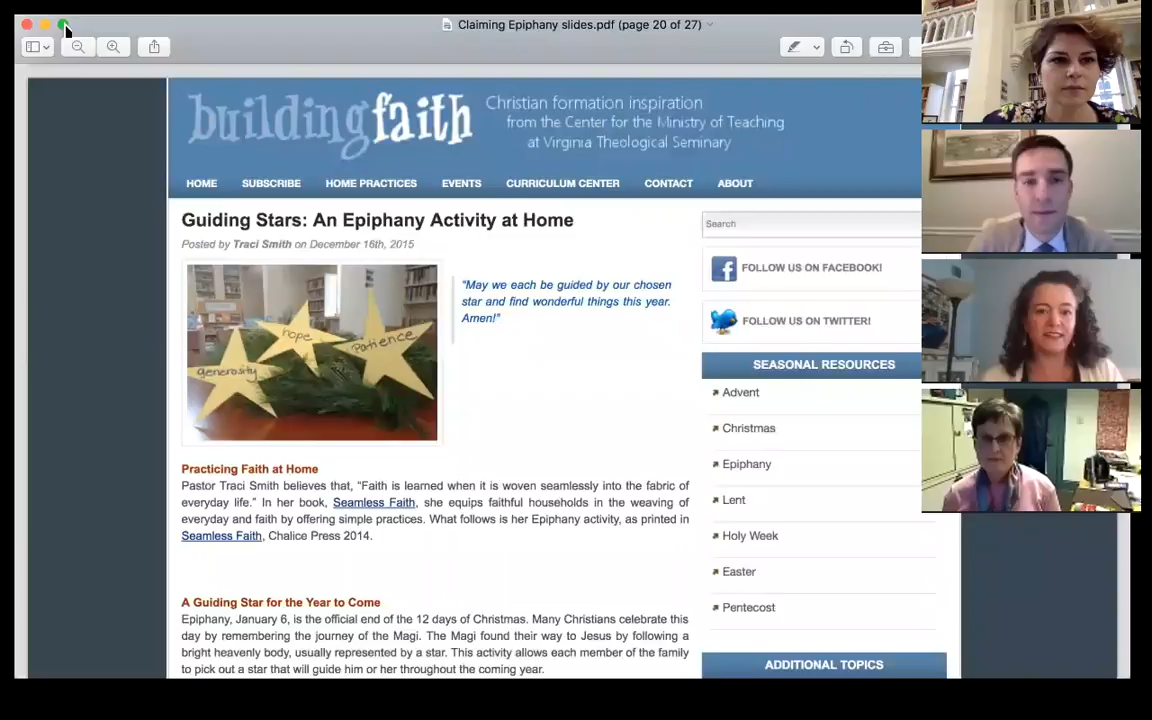 Claiming Epiphany slides.pdf (page 20 of 27)
buildingfaith
Christian formation inspiration
from the Center for the Ministry of Teaching
at Virginia Theological Seminary
HOME SUBSCRIBE HOME PRACTICES EVENTS CURRICULUM CENTER CONTACT ABOUT
Guiding Stars: An Epiphany Activity at Home
Posted by Traci Smith on December 16th, 2015
generosity
hope
patience
"May we each be guided by our chosen
star and find wonderful things this year.
Amen!"
Practicing Faith at Home
Pastor Traci Smith believes that, "Faith is learned when it is woven seamlessly into the fabric of
everyday life." In her book, Seamless Faith, she equips faithful households in the weaving of
everyday and faith by offering simple practices. What follows is her Epiphany activity, as printed in
Seamless Faith, Chalice Press 2014.
A Guiding Star for the Year to Come
Epiphany, January 6, is the official end of the 12 days of Christmas. Many Christians celebrate this
day by remembering the journey of the Magi. The Magi found their way to Jesus by following a
bright heavenly body, usually represented by a star. This activity allows each member of the family
to pick out a star that will guide him or her throughout the coming year.
Search
FOLLOW US ON FACEBOOK!
FOLLOW US ON TWITTER!
SEASONAL RESOURCES
Advent
Christmas
Epiphany
Lent
Holy Week
Easter
Pentecost
ADDITIONAL TOPICS